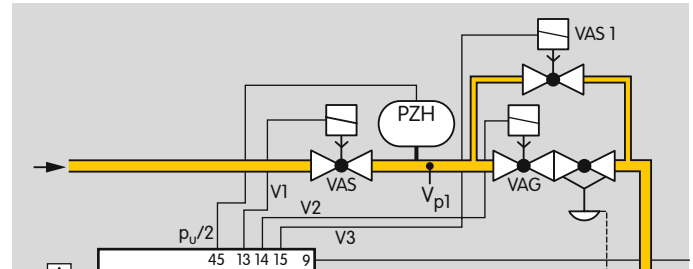 VAS 1
PZH
VAS
VAG
V1
Vp1
V2
pu/2
V3
45 13 14 15 9
A